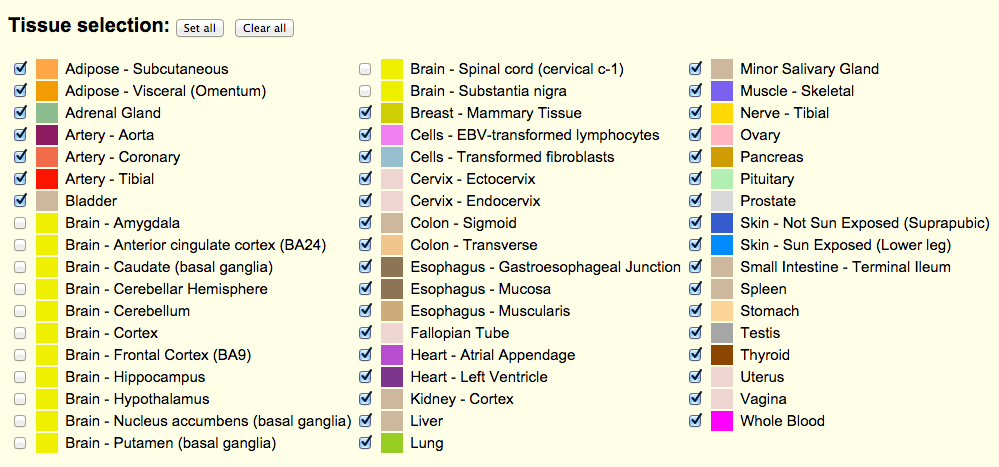 Tissue selection: Set all Clear all
Adipose - Subcutaneous
Adipose - Visceral (Omentum)
Adrenal Gland
Artery - Aorta
Artery - Coronary
Artery - Tibial
Bladder
Brain - Amygdala
Brain - Anterior cingulate cortex (BA24)
Brain - Caudate (basal ganglia)
Brain - Cerebellar Hemisphere
Brain - Cerebellum
Brain - Cortex
Brain - Frontal Cortex (BA9)
Brain - Hippocampus
Brain - Hypothalamus
Brain - Nucleus accumbens (basal ganglia)
Brain - Putamen (basal ganglia)
Brain - Spinal cord (cervical c-1)
Brain - Substantia nigra
Breast - Mammary Tissue
Cells - EBV-transformed lymphocytes
Cells - Transformed fibroblasts
Cervix - Ectocervix
Cervix - Endocervix
Colon - Sigmoid
Colon - Transverse
Esophagus - Gastroesophageal Junction
Esophagus - Mucosa
Esophagus - Muscularis
Fallopian Tube
Heart - Atrial Appendage
Heart - Left Ventricle
Kidney - Cortex
Liver
Lung
Minor Salivary Gland
Muscle - Skeletal
Nerve - Tibial
Ovary
Pancreas
Pituitary
Prostate
Skin - Not Sun Exposed (Suprapubic)
Skin - Sun Exposed (Lower leg)
Small Intestine - Terminal Ileum
Spleen
Stomach
Testis
Thyroid
Uterus
Vagina
Whole Blood